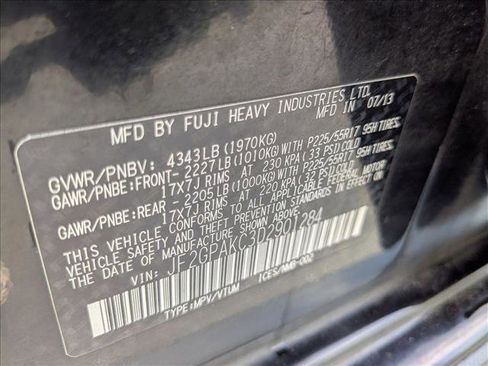 MFD BY FUJI HEAVY INDUSTRIES LTD.
MFD IN 07/13
GVWR/PNBV: 4343LB (1970KG)
GAWR/PNBE: FRONT- 2227LB (1010KG) WITH P225/55R17 95H TIRES,
17X7J RIMS AT 230 KPA (33 PSI) COLD
GAWR/PNBE: REAR - 2205LB (1000KG) WITH P225/55R17 95H TIRES,
17X7J RIMS AT 220 KPA (32 PSI) COLD
THIS VEHICLE CONFORMS TO ALL APPLICABLE FEDERAL MOTOR
VEHICLE SAFETY STANDARDS IN EFFECT ON
THE DATE OF MANUFACTURE SHOWN ABOVE.
VIN: JF2GPAKC3D2901284
TYPE: MPV/VTUM ICES/NMB-002